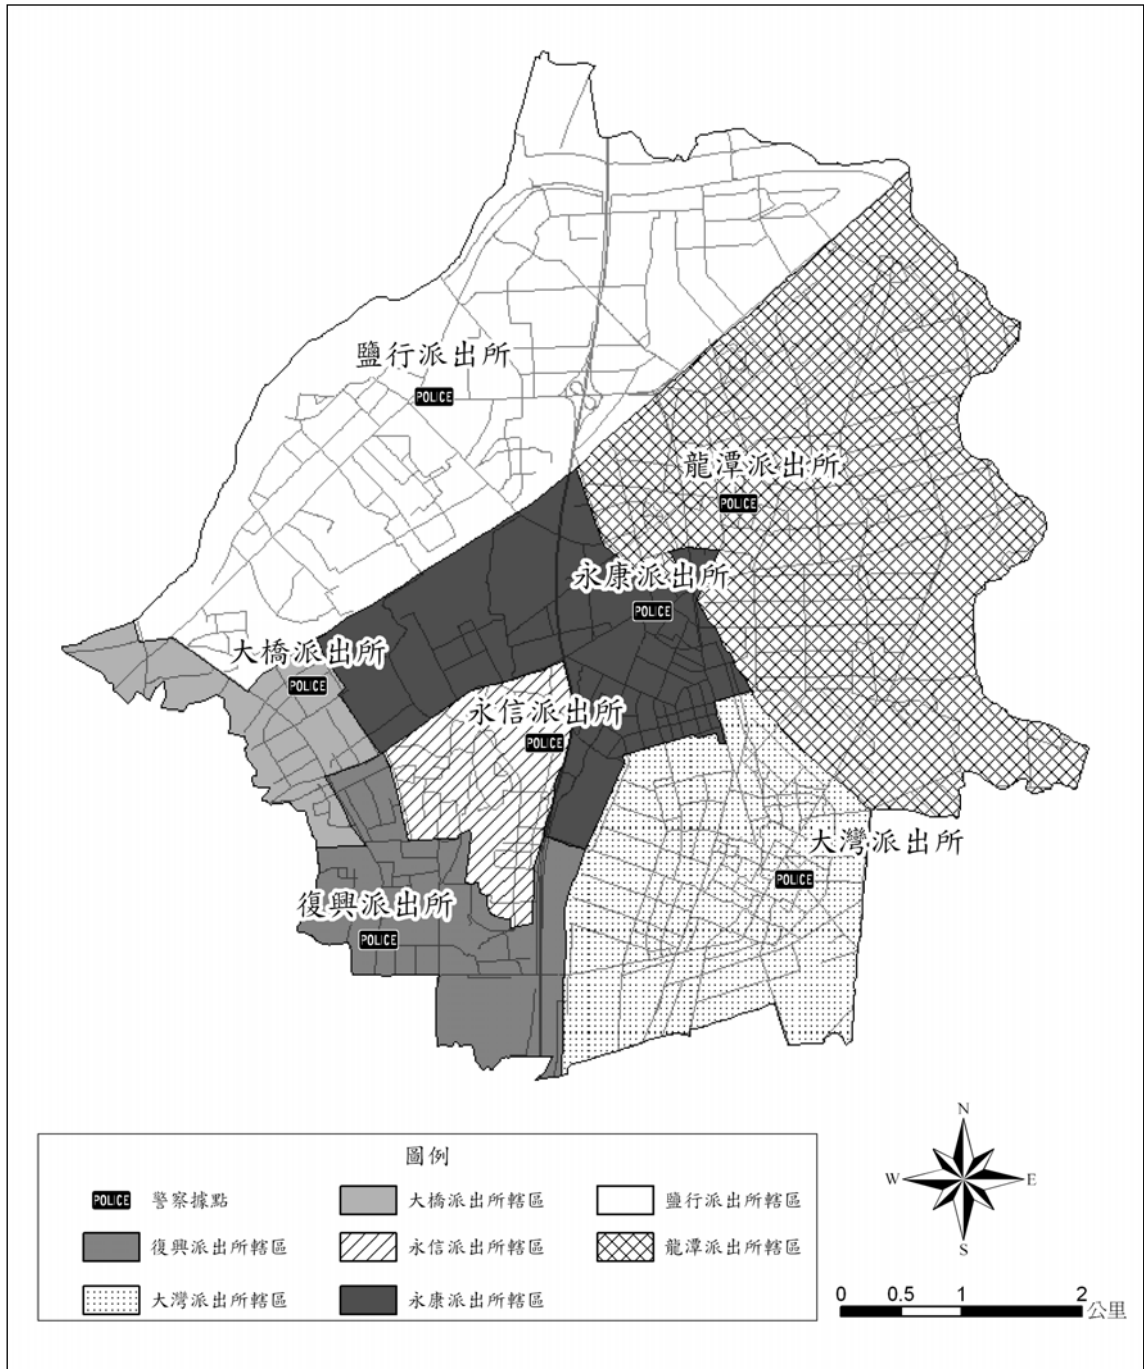 鹽行派出所
POLICE
龍潭派出所
POLICE
永康派出所
POLICE
大橋派出所
POLICE
永信派出所
POLICE
大灣派出所
POLICE
復興派出所
POLICE
圖例
POLICE 警察據點
大橋派出所轄區
鹽行派出所轄區
復興派出所轄區
永信派出所轄區
龍潭派出所轄區
大灣派出所轄區
永康派出所轄區
N
W
E
S
0 0.5 1 2
公里